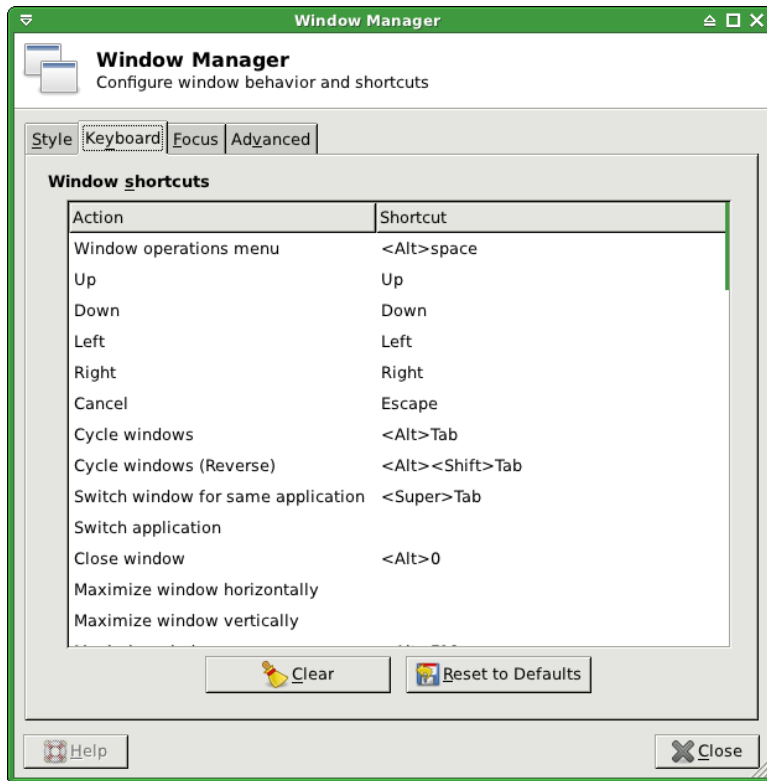 Window Manager
Window Manager
Configure window behavior and shortcuts
Style Keyboard Focus Advanced
Window shortcuts
Action Shortcut
Window operations menu <Alt>space
Up Up
Down Down
Left Left
Right Right
Cancel Escape
Cycle windows <Alt>Tab
Cycle windows (Reverse) <Alt><Shift>Tab
Switch window for same application <Super>Tab
Switch application
Close window <Alt>0
Maximize window horizontally
Maximize window vertically
Clear Reset to Defaults
Help Close